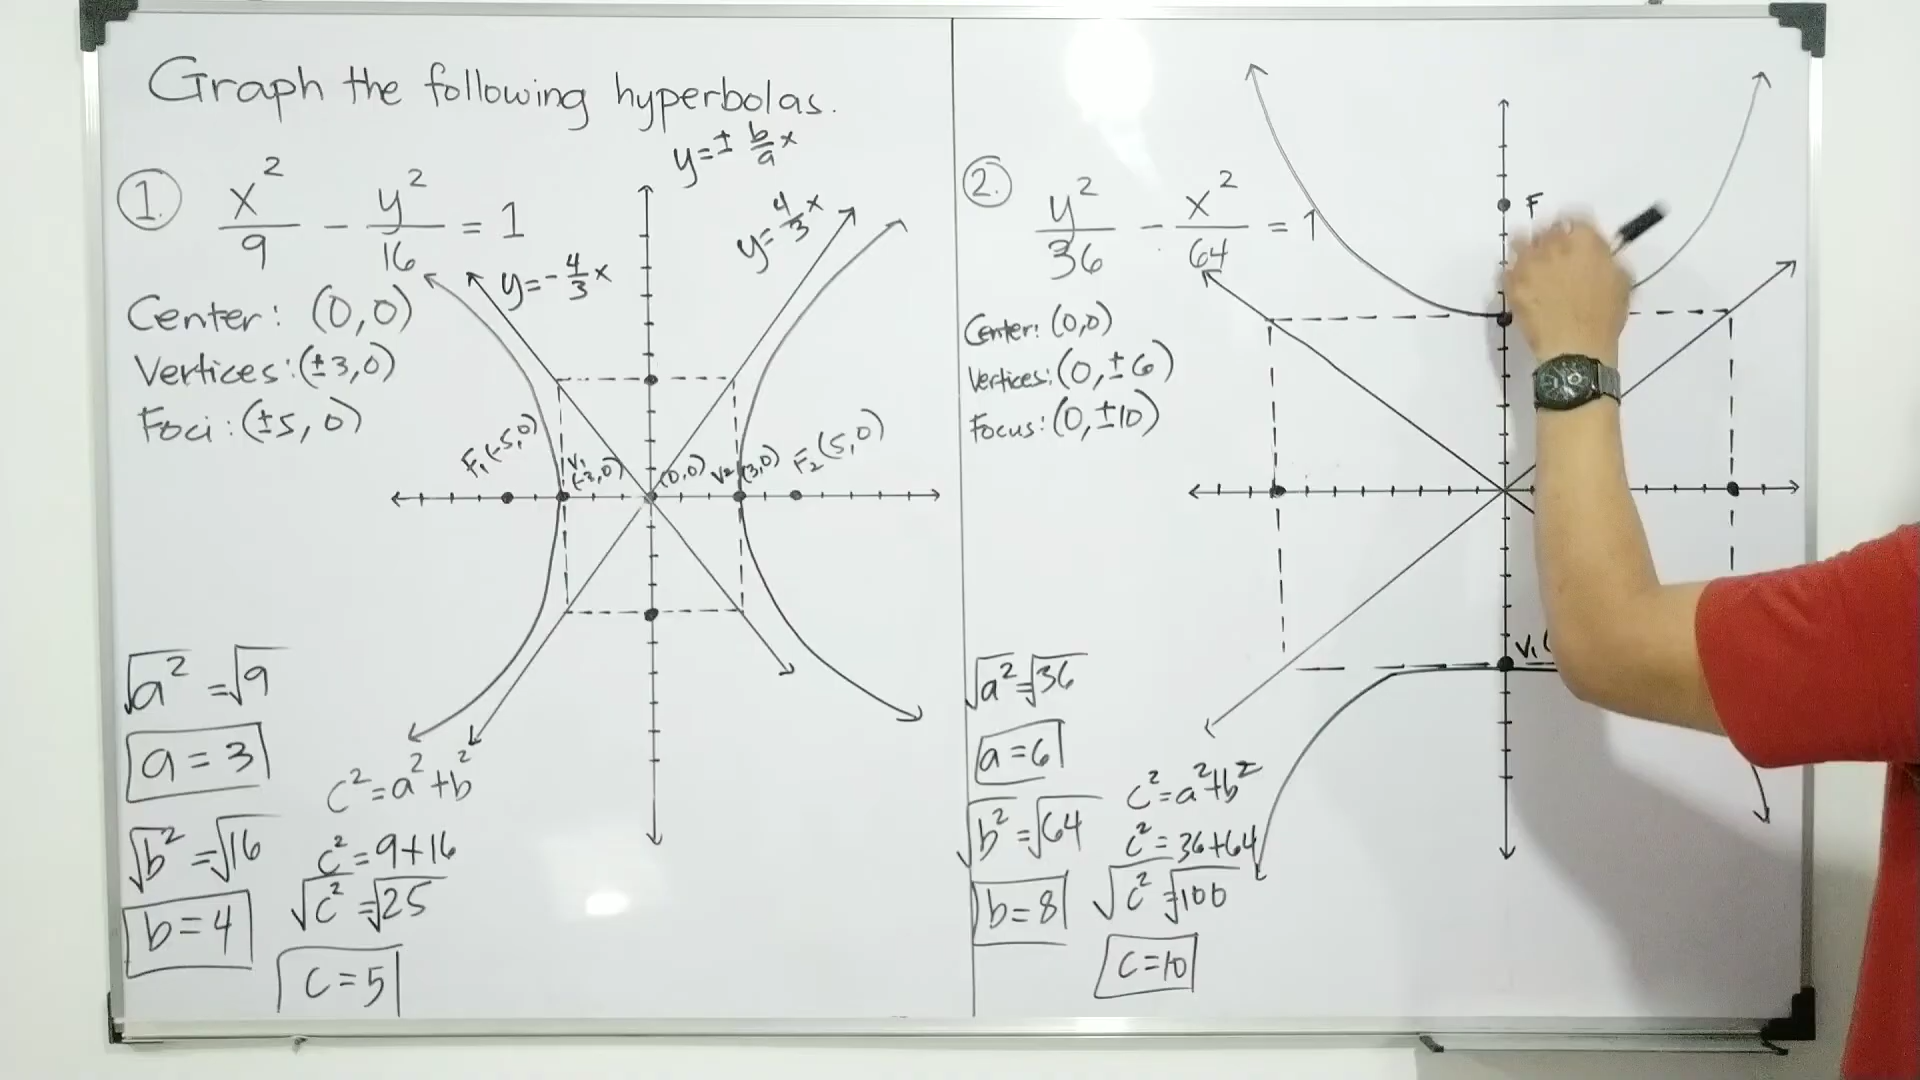 Graph the following hyperbolas.
y=± b/a x
1. x²/9 - y²/16 = 1
y=-4/3x
y=4/3x
Center: (0,0)
Vertices: (±3,0)
Foci: (±5,0)
F₁(-5,0)
V₁(-3,0)
(0,0)
V₂(3,0)
F₂(5,0)
√a² = √9
a = 3
√b² = √16
b = 4
c² = a²+b²
c² = 9+16
√c² = √25
c = 5
2. y²/36 - x²/64 = 1
F
Center: (0,0)
Vertices: (0,±6)
Focus: (0,±10)
V₁(
√a² = √36
a = 6
√b² = √64
b = 8
c² = a²+b²
c² = 36+64
√c² = √100
c = 10